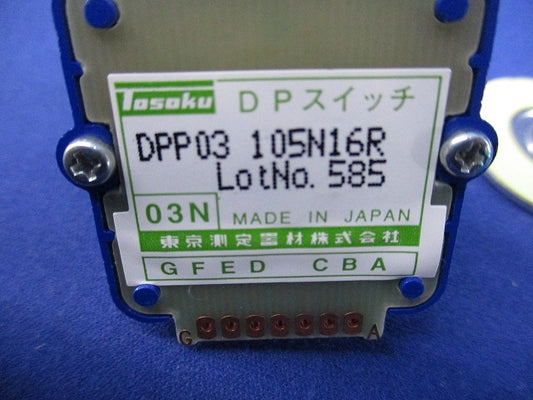 Tosoku DPスイッチ
DPP03 105N16R
LotNo. 585
03N MADE IN JAPAN
東京測定器材株式会社
GFED CBA
G A